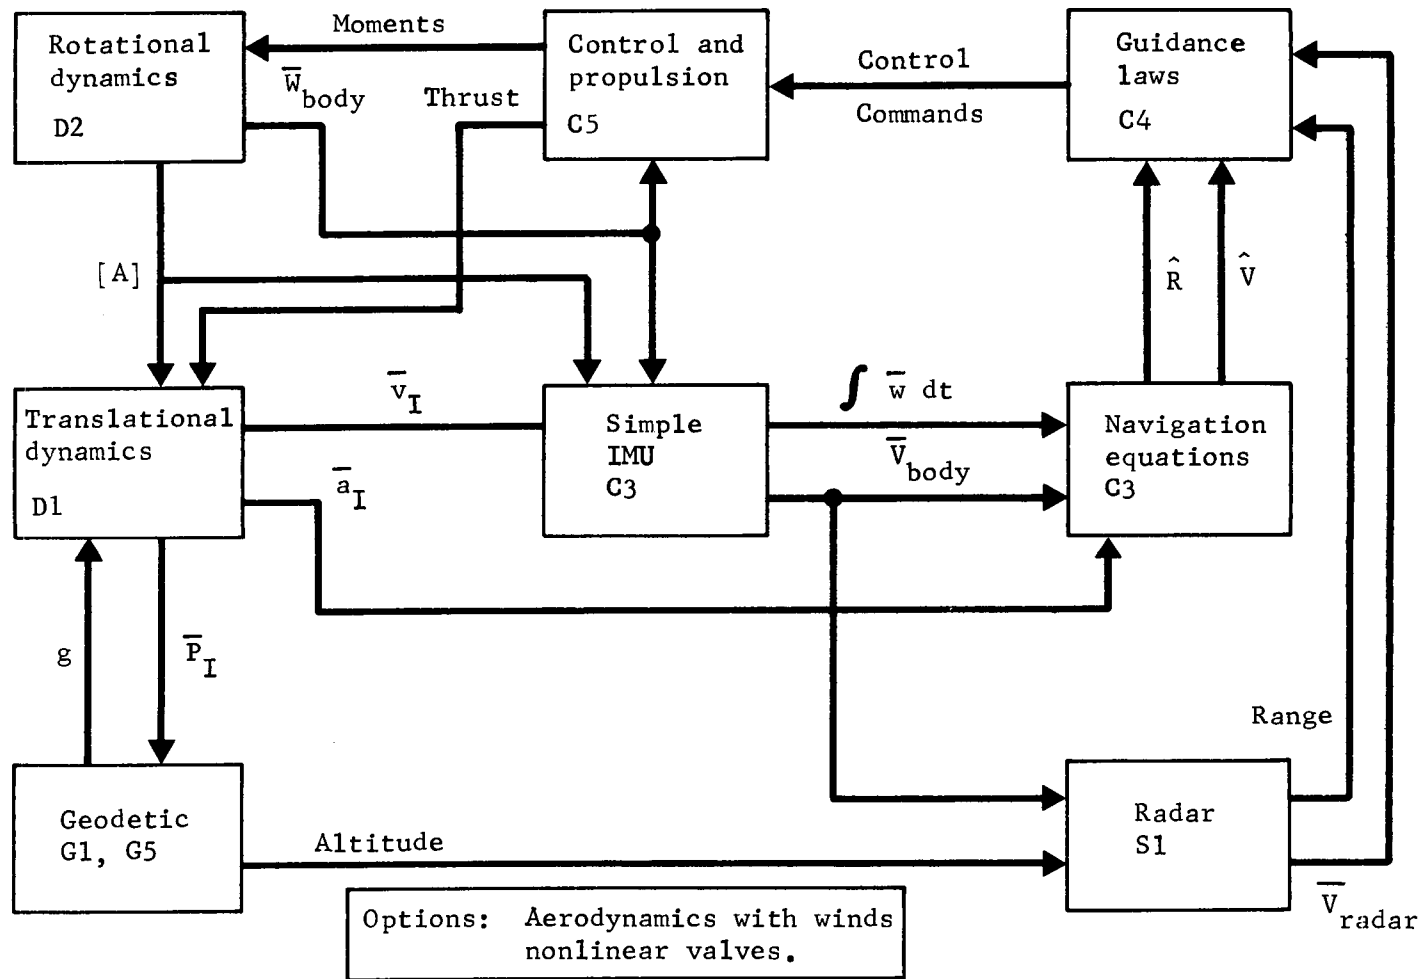 Rotational
dynamics
D2
Moments
W̅body
Thrust
Control and
propulsion
C5
Control
Commands
Guidance
laws
C4
[A]
R̂
V̂
Translational
dynamics
D1
v̅I
a̅I
Simple
IMU
C3
∫ w̅ dt
V̅body
Navigation
equations
C3
g
P̅I
Range
Geodetic
G1, G5
Altitude
Radar
S1
V̅radar
Options: Aerodynamics with winds
nonlinear valves.